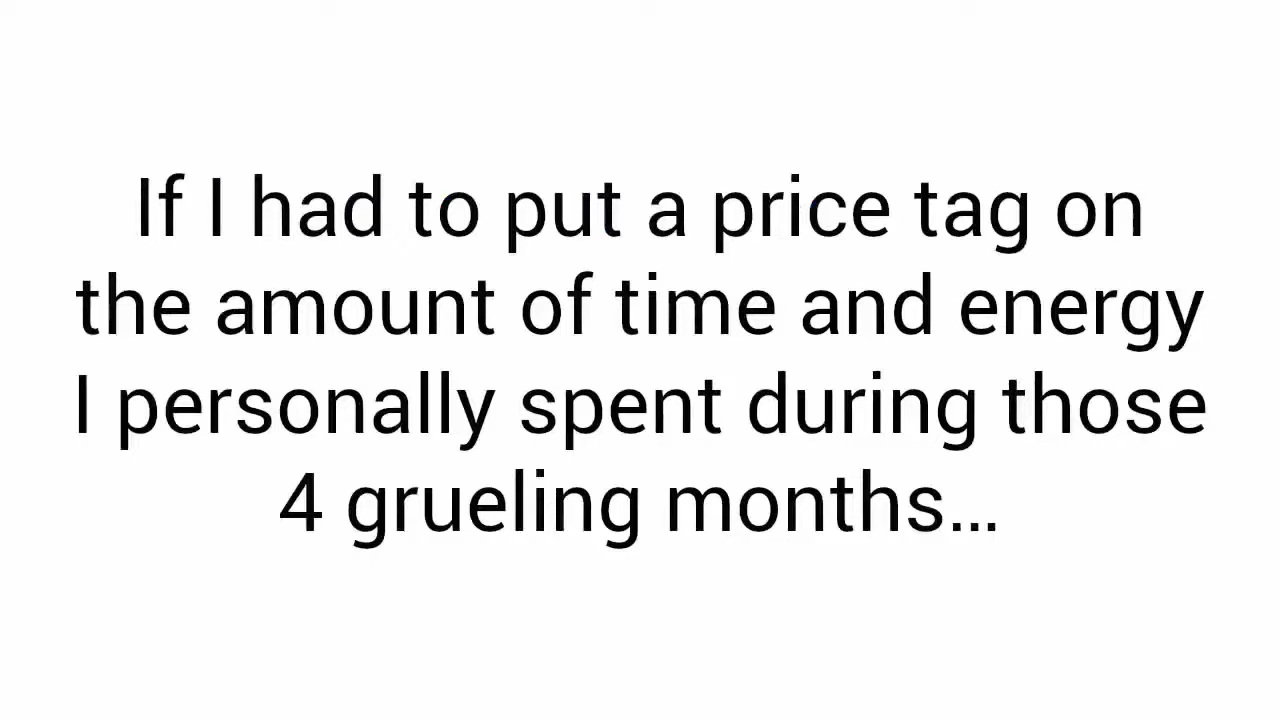 If I had to put a price tag on
the amount of time and energy
I personally spent during those
4 grueling months...